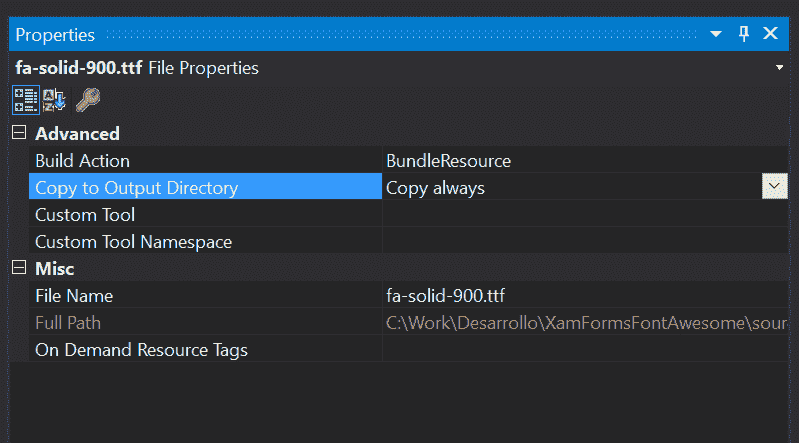 Properties
fa-solid-900.ttf File Properties
Advanced
Build Action BundleResource
Copy to Output Directory Copy always
Custom Tool
Custom Tool Namespace
Misc
File Name fa-solid-900.ttf
Full Path C:\Work\Desarrollo\XamFormsFontAwesome\sour
On Demand Resource Tags